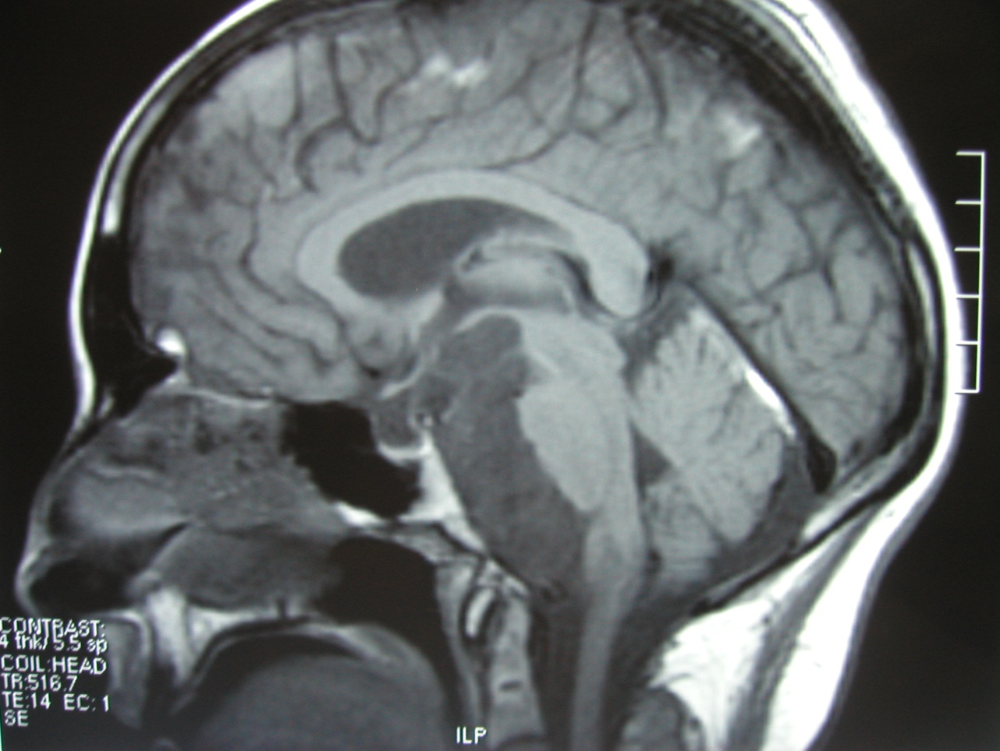 CONTRAST:
4 thk/ 5.5 sp
COIL:HEAD
TR:516.7
TE:14 EC:1
SE
ILP